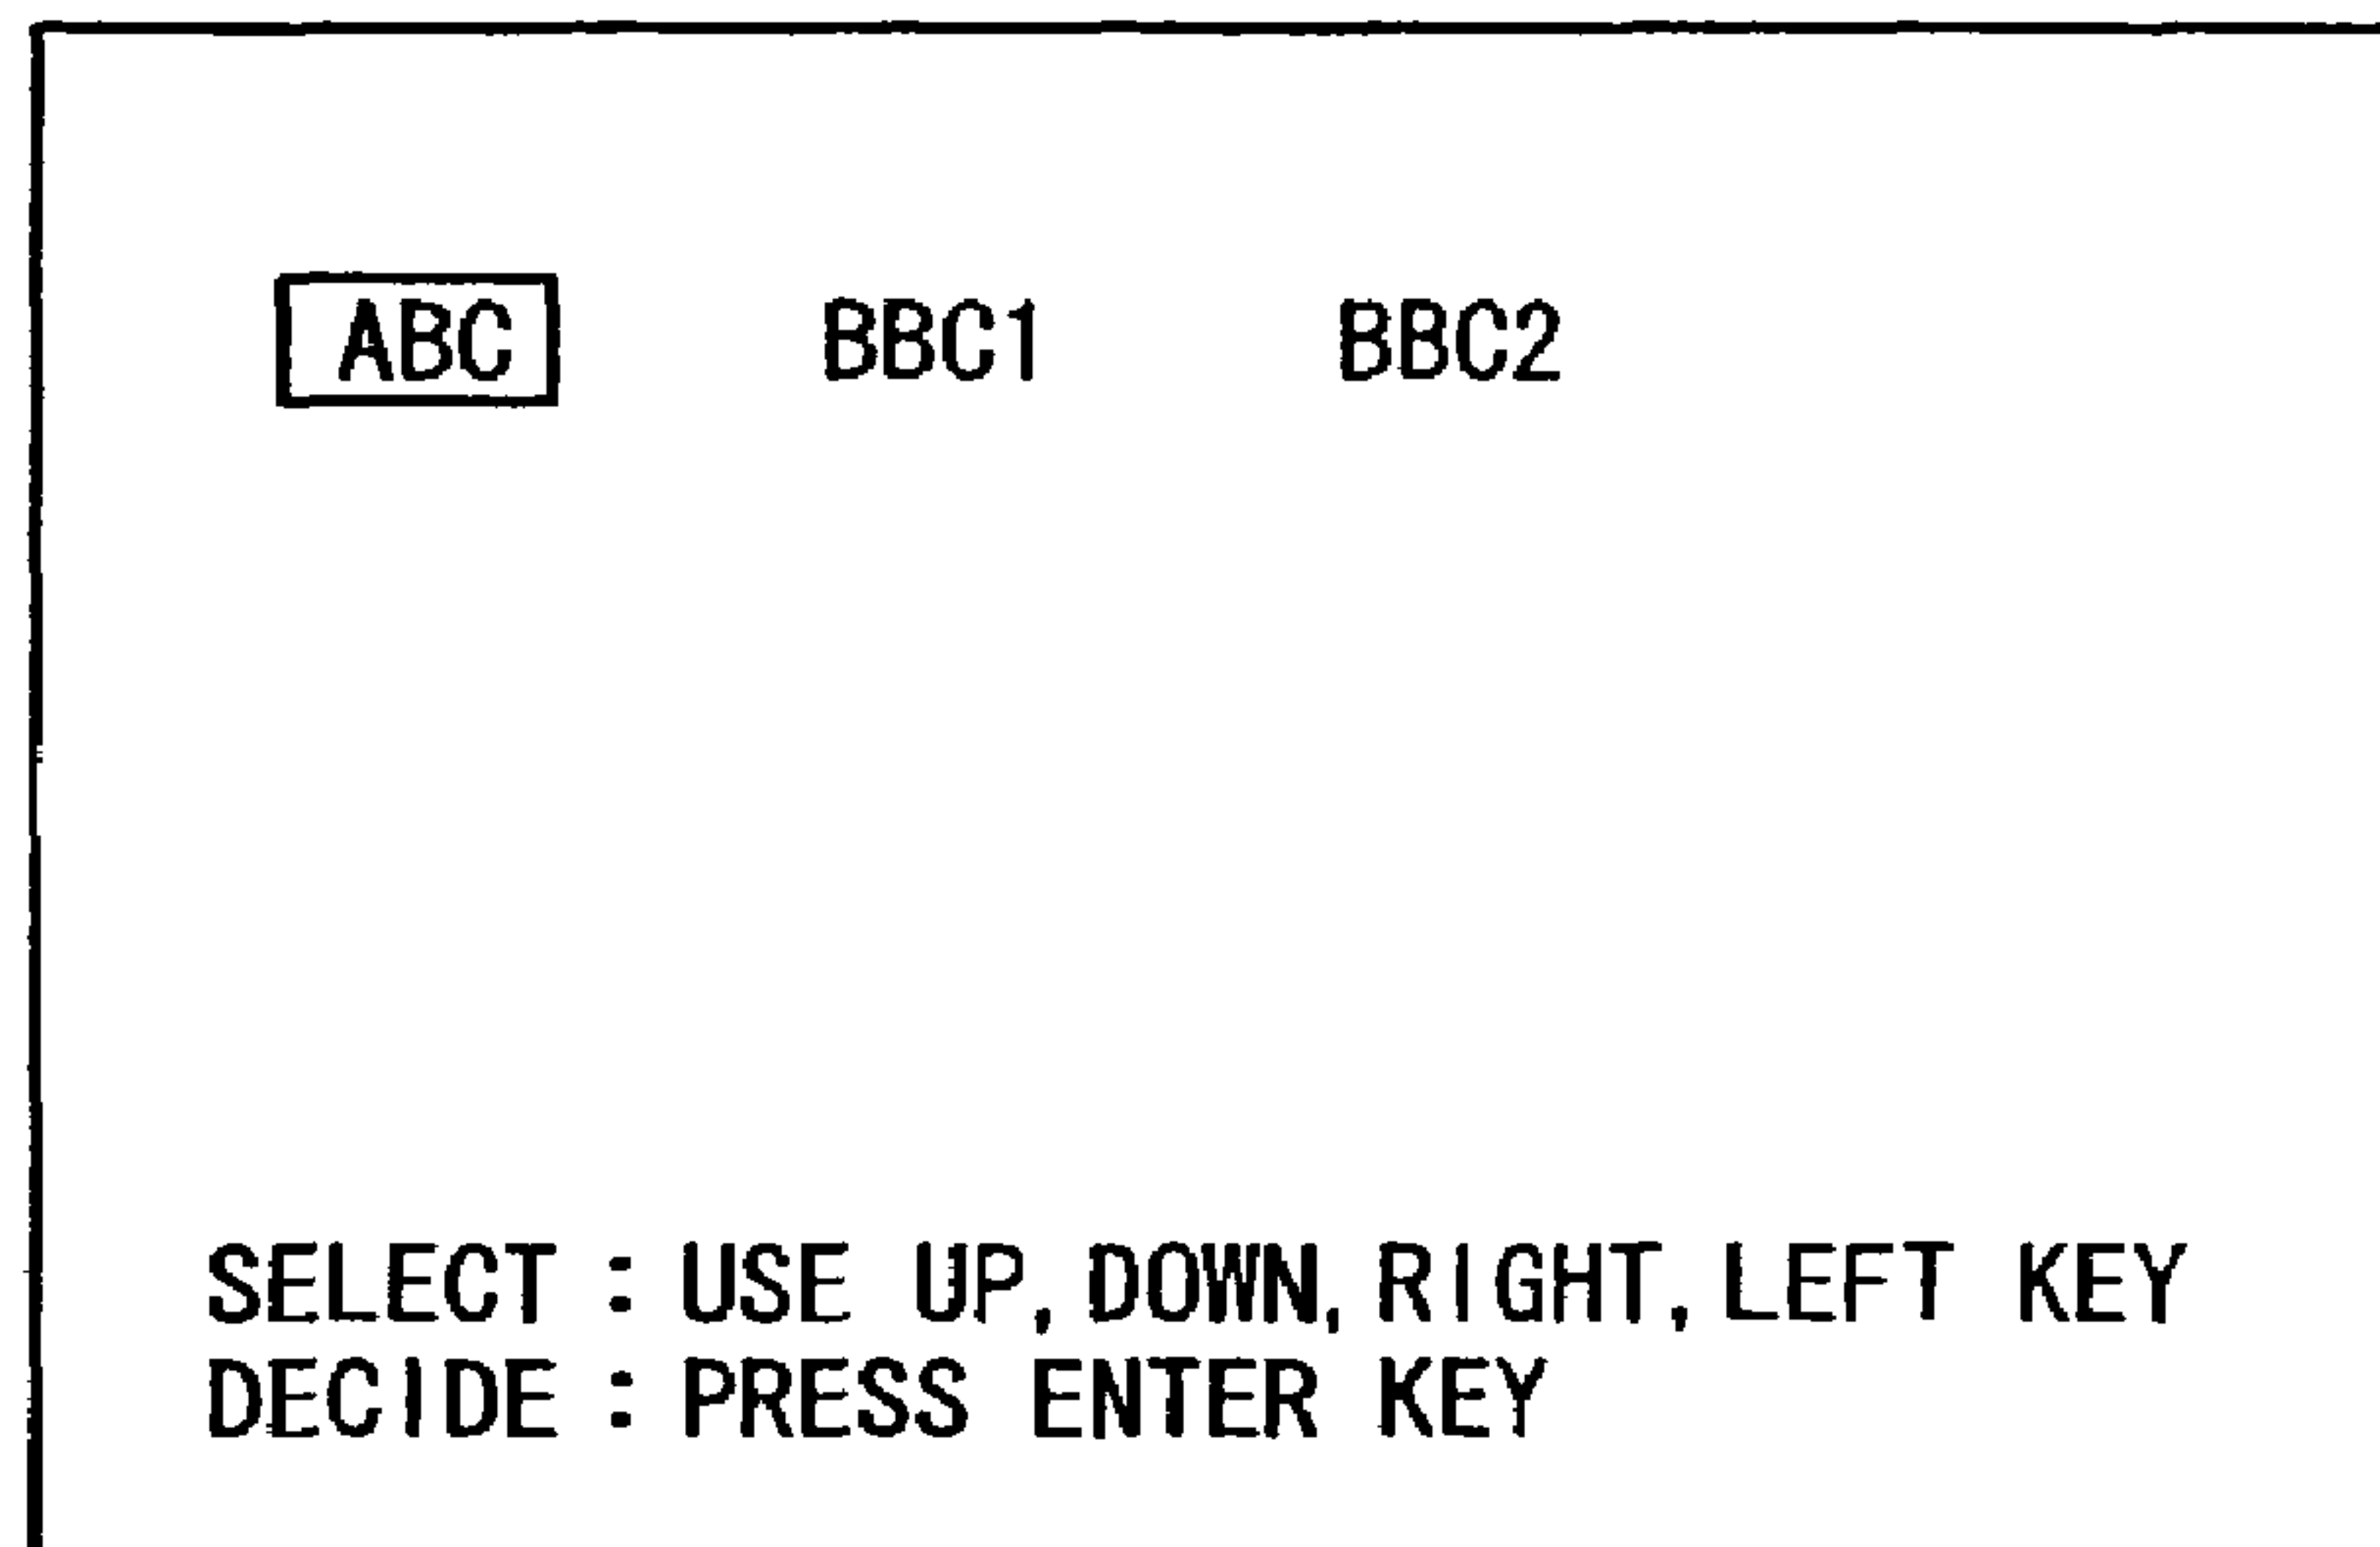 ABC BBC1 BBC2
SELECT : USE UP,DOWN,RIGHT,LEFT KEY
DECIDE : PRESS ENTER KEY